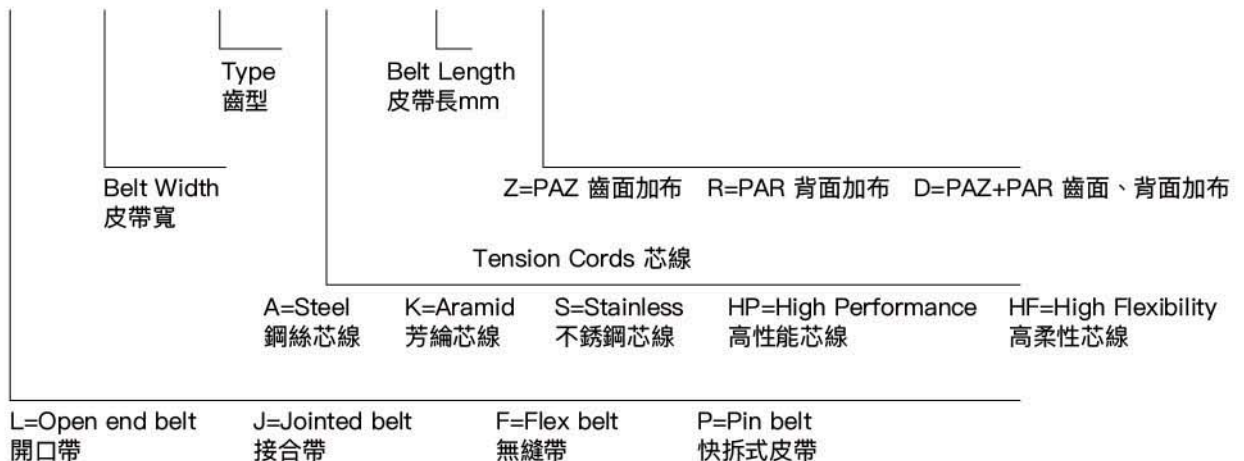 Type
齒型
Belt Length
皮帶長mm
Belt Width
皮帶寬
Z=PAZ 齒面加布 R=PAR 背面加布 D=PAZ+PAR 齒面、背面加布
Tension Cords 芯線
A=Steel K=Aramid S=Stainless HP=High Performance HF=High Flexibility
鋼絲芯線 芳綸芯線 不銹鋼芯線 高性能芯線 高柔性芯線
L=Open end belt J=Jointed belt F=Flex belt P=Pin belt
開口帶 接合帶 無縫帶 快拆式皮帶